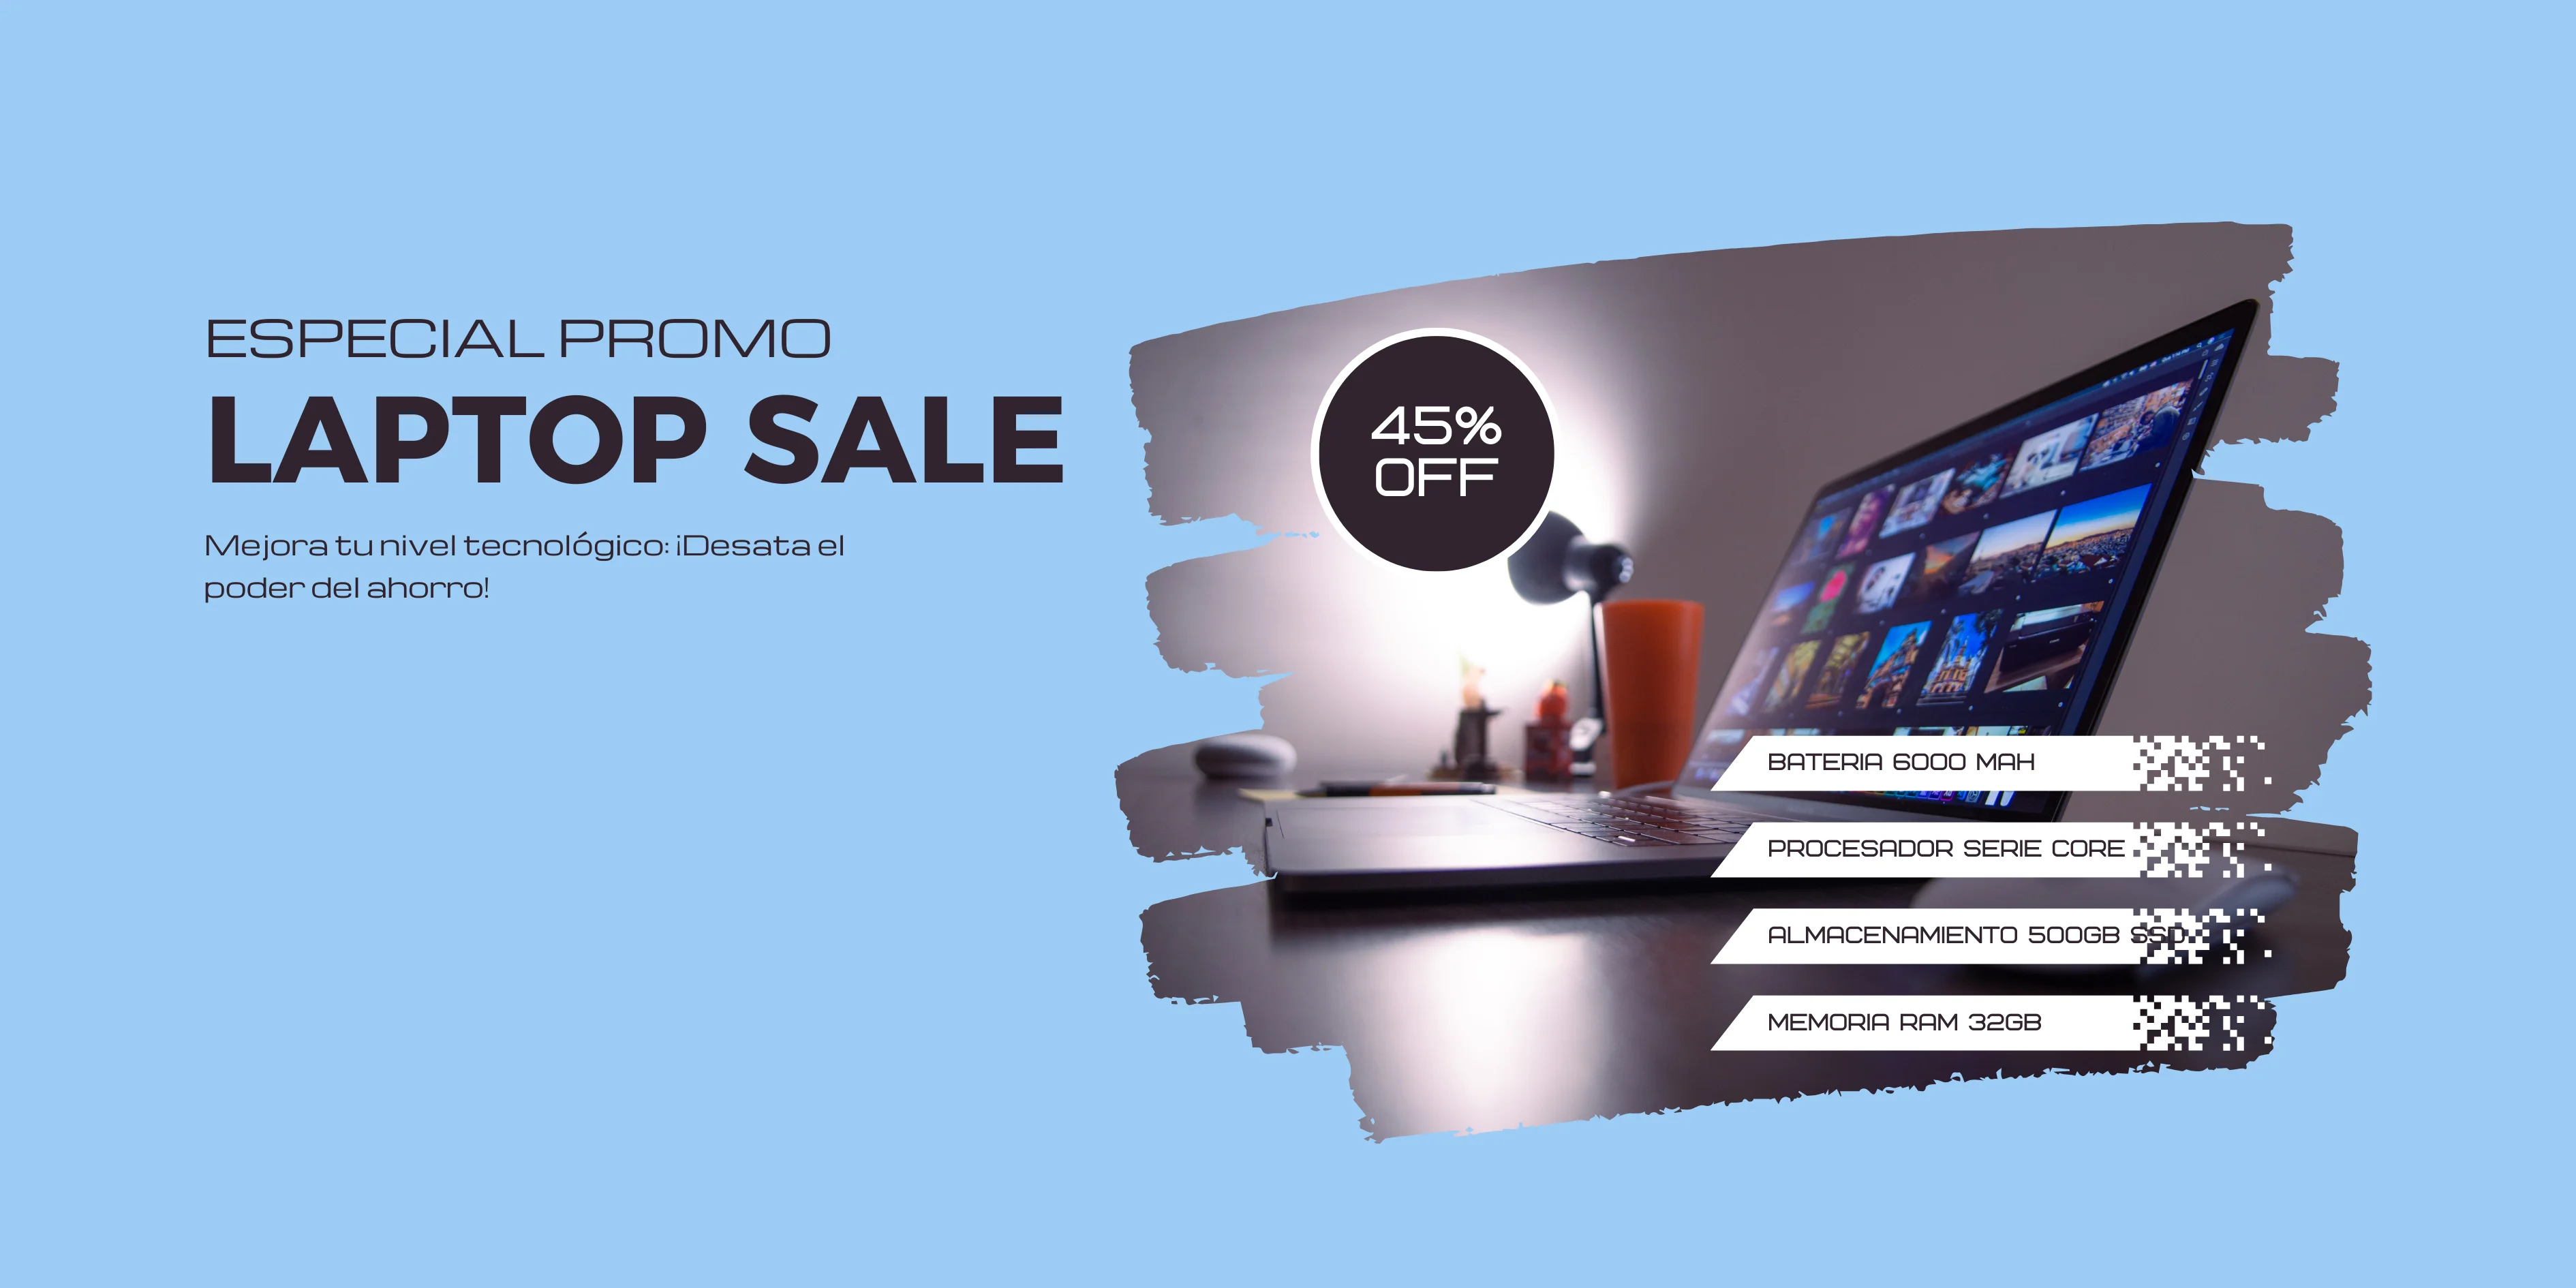 ESPECIAL PROMO
LAPTOP SALE
Mejora tu nivel tecnológico: ¡Desata el
poder del ahorro!
45%
OFF
BATERIA 6000 MAH
PROCESADOR SERIE CORE
ALMACENAMIENTO 500GB SSD
MEMORIA RAM 32GB